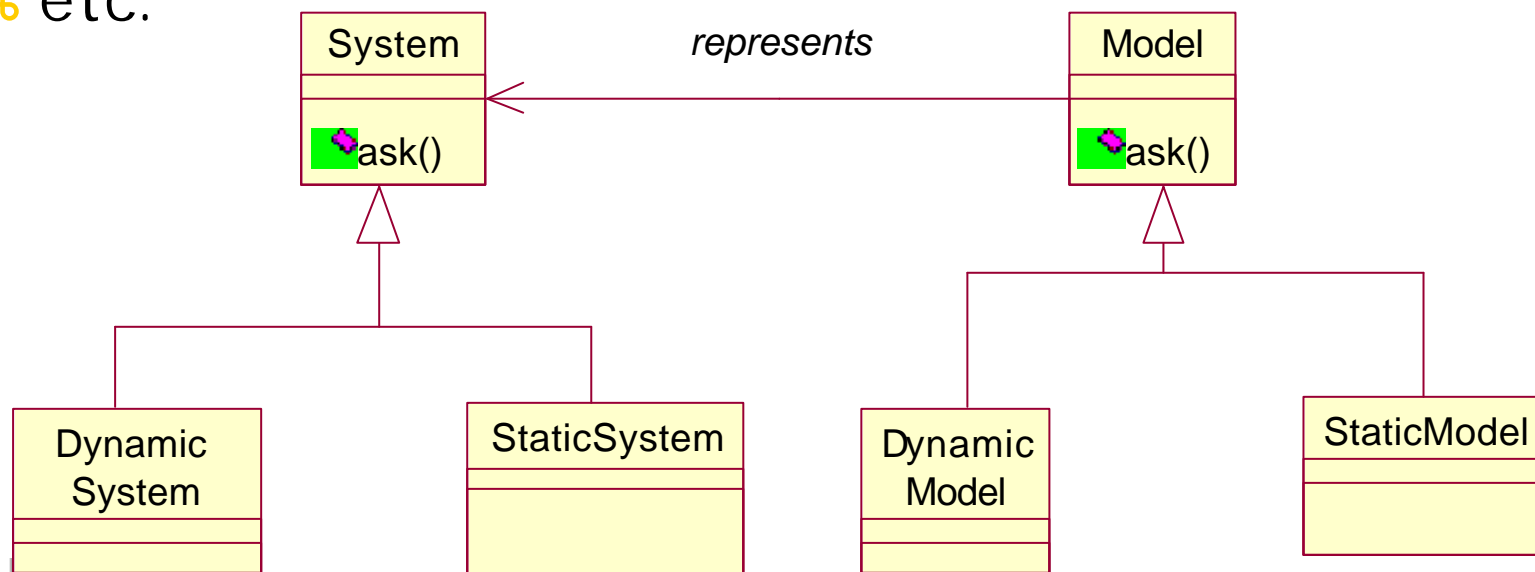 etc.
System
represents
Model
ask()
ask()
Dynamic
System
StaticSystem
Dynamic
Model
StaticModel